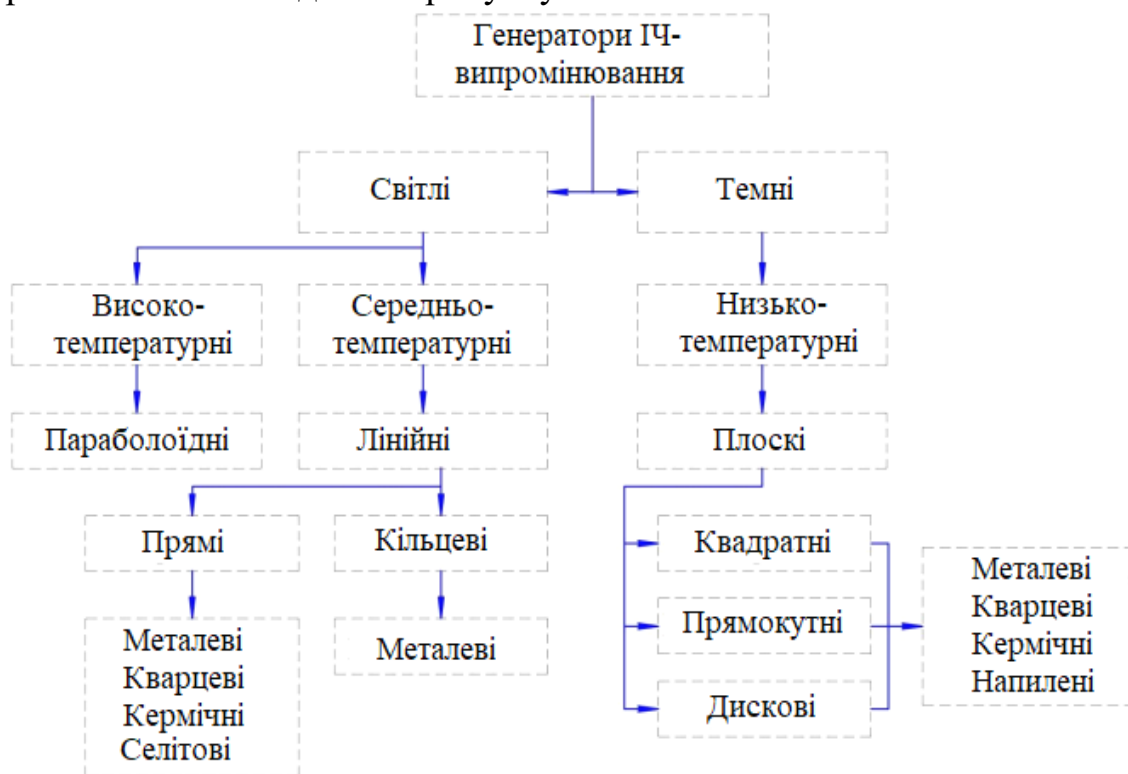 Генератори ІЧ-
випромінювання
Світлі
Темні
Високо-
температурні
Середньо-
температурні
Низько-
температурні
Параболоїдні
Лінійні
Плоскі
Прямі
Кільцеві
Квадратні
Прямокутні
Дискові
Металеві
Кварцеві
Кермічні
Селітові
Металеві
Металеві
Кварцеві
Кермічні
Напилені